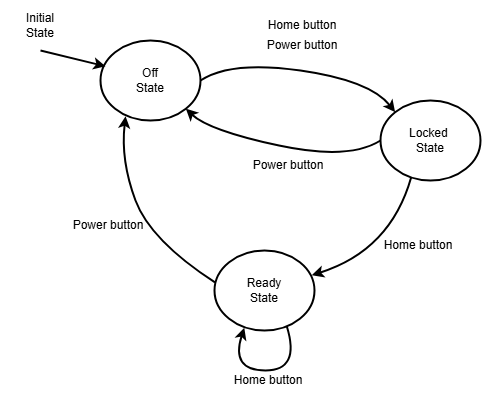 Initial
State
Home button
Power button
Off
State
Locked
State
Power button
Power button
Home button
Ready
State
Home button